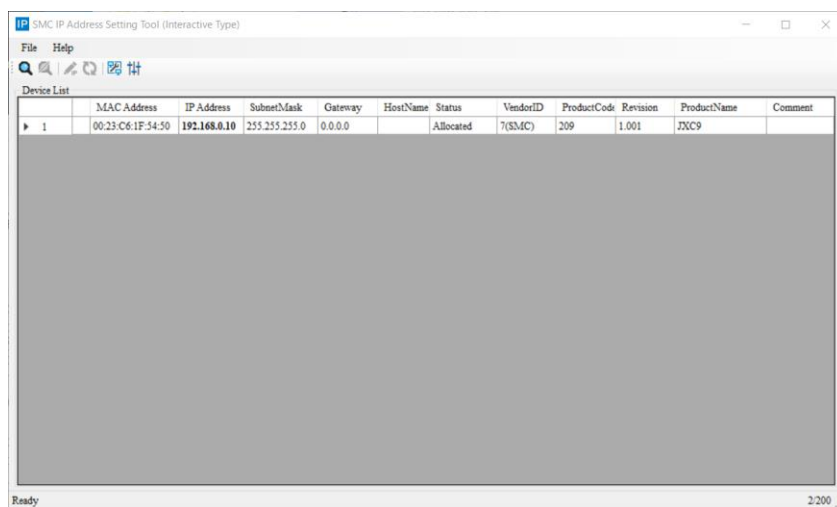 IP SMC IP Address Setting Tool (Interactive Type)
File Help
Device List
MAC Address IP Address SubnetMask Gateway HostName Status VendorID ProductCode Revision ProductName Comment
1 00:23:C6:1F:54:50 192.168.0.10 255.255.255.0 0.0.0.0 Allocated 7(SMC) 209 1.001 JXC9
Ready 2/200